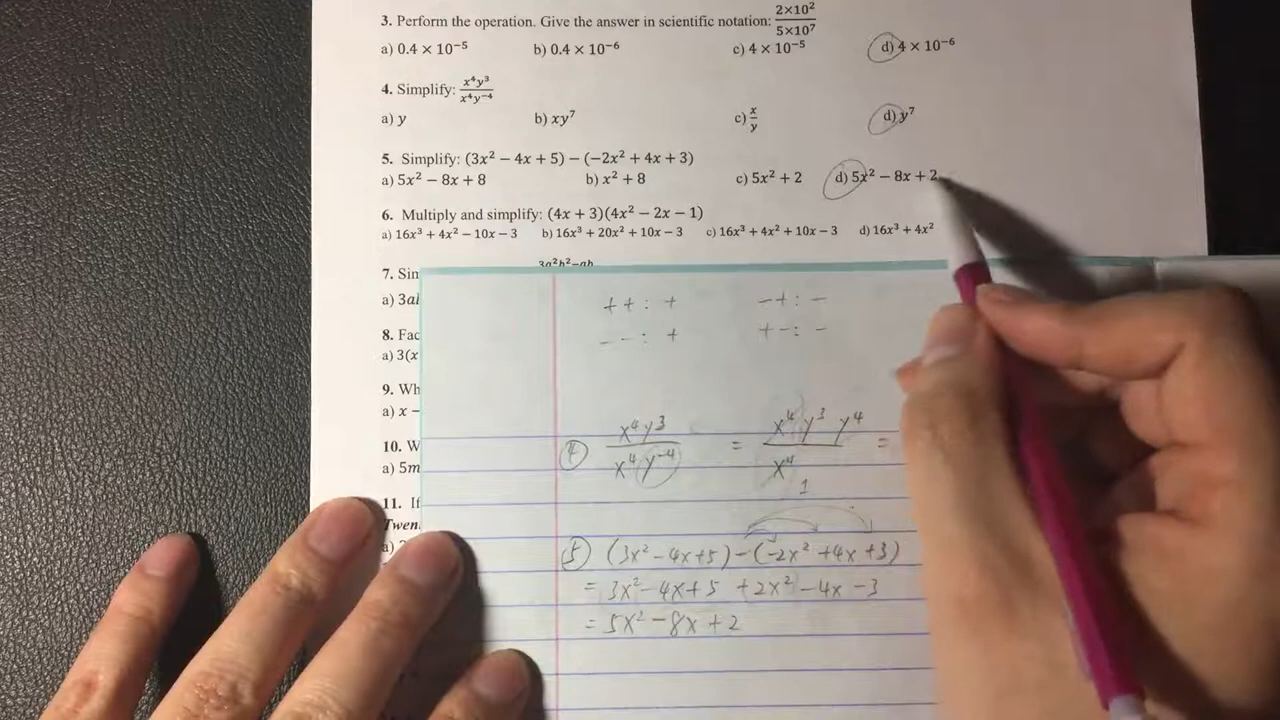 3. Perform the operation. Give the answer in scientific notation: 2×10²/5×10⁷
a) 0.4 × 10⁻⁵ b) 0.4 × 10⁻⁶ c) 4 × 10⁻⁵ d) 4 × 10⁻⁶
4. Simplify: x⁴y³/x⁴y⁻⁴
a) y b) xy⁷ c) x/y d) y⁷
5. Simplify: (3x² − 4x + 5) − (−2x² + 4x + 3)
a) 5x² − 8x + 8 b) x² + 8 c) 5x² + 2 d) 5x² − 8x + 2
6. Multiply and simplify: (4x + 3)(4x² − 2x − 1)
a) 16x³ + 4x² − 10x − 3 b) 16x³ + 20x² + 10x − 3 c) 16x³ + 4x² + 10x − 3 d) 16x³ + 4x²
7. Sin 3a²b²−ab
a) 3a
8. Fac
a) 3(x
9. Wh
a) x −
10. W
a) 5m
11. If
Twen
a)
+ + : + − + : −
− − : + + − : −
④ x⁴y³/x⁴y⁻⁴ = x⁴y³y⁴/x⁴ =
1
⑤ (3x²−4x+5)−(−2x²+4x+3)
= 3x²−4x+5 +2x²−4x−3
= 5x²−8x+2